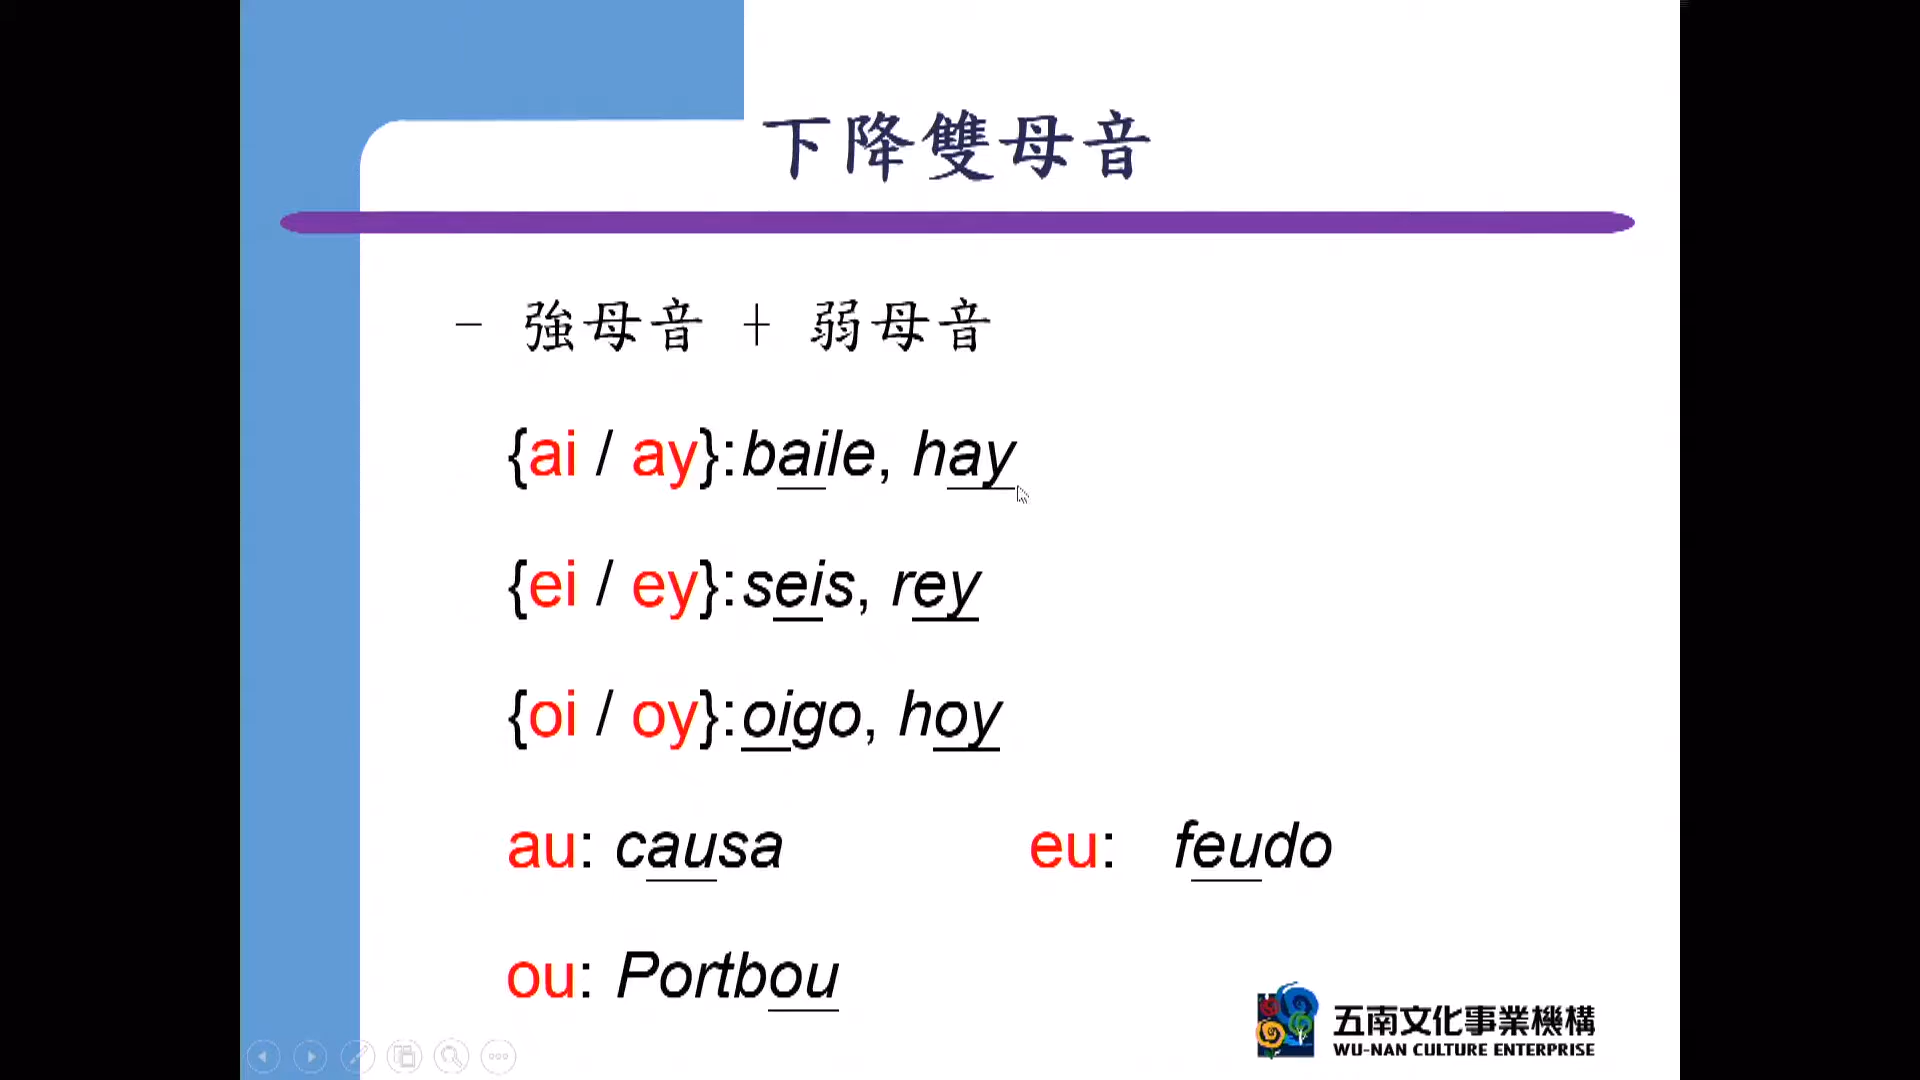 下降雙母音
- 強母音 + 弱母音
{ai / ay}: baile, hay
{ei / ey}: seis, rey
{oi / oy}: oigo, hoy
au: causa eu: feudo
ou: Portbou
五南文化事業機構
WU-NAN CULTURE ENTERPRISE